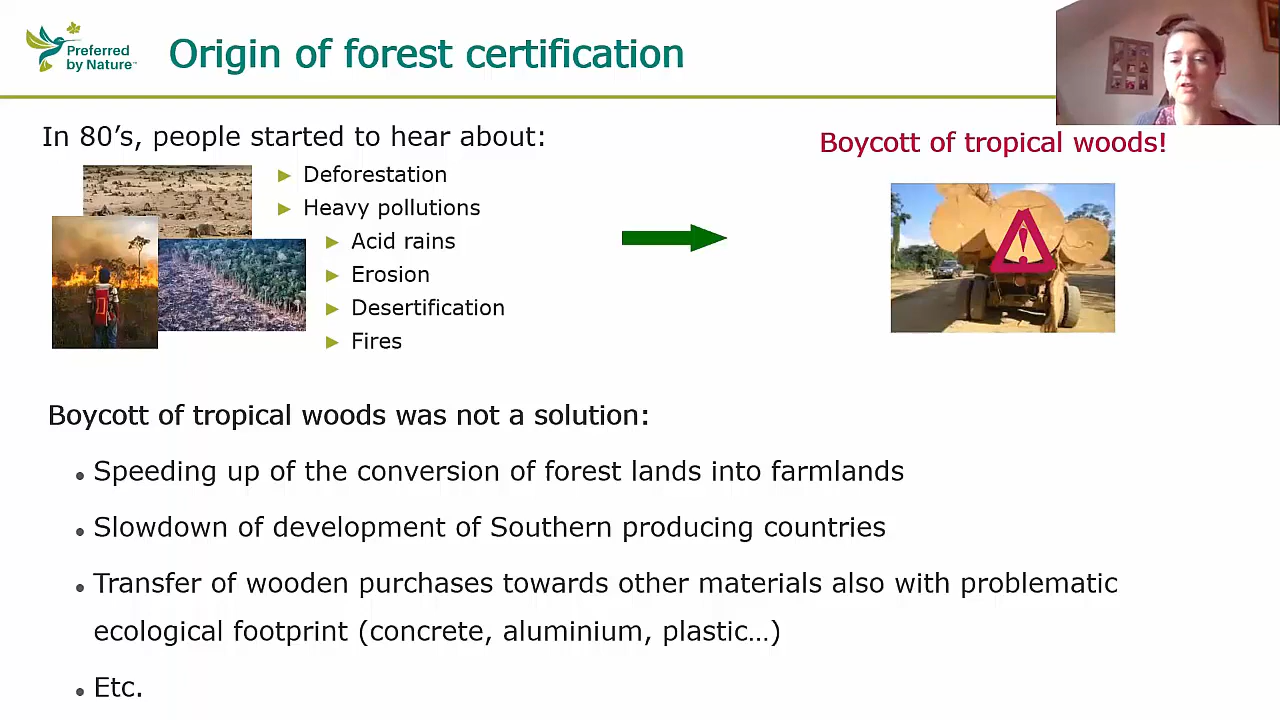 Preferred
by Nature™
Origin of forest certification
In 80’s, people started to hear about:
Deforestation
Heavy pollutions
Acid rains
Erosion
Desertification
Fires
Boycott of tropical woods!
Boycott of tropical woods was not a solution:
Speeding up of the conversion of forest lands into farmlands
Slowdown of development of Southern producing countries
Transfer of wooden purchases towards other materials also with problematic
ecological footprint (concrete, aluminium, plastic…)
Etc.